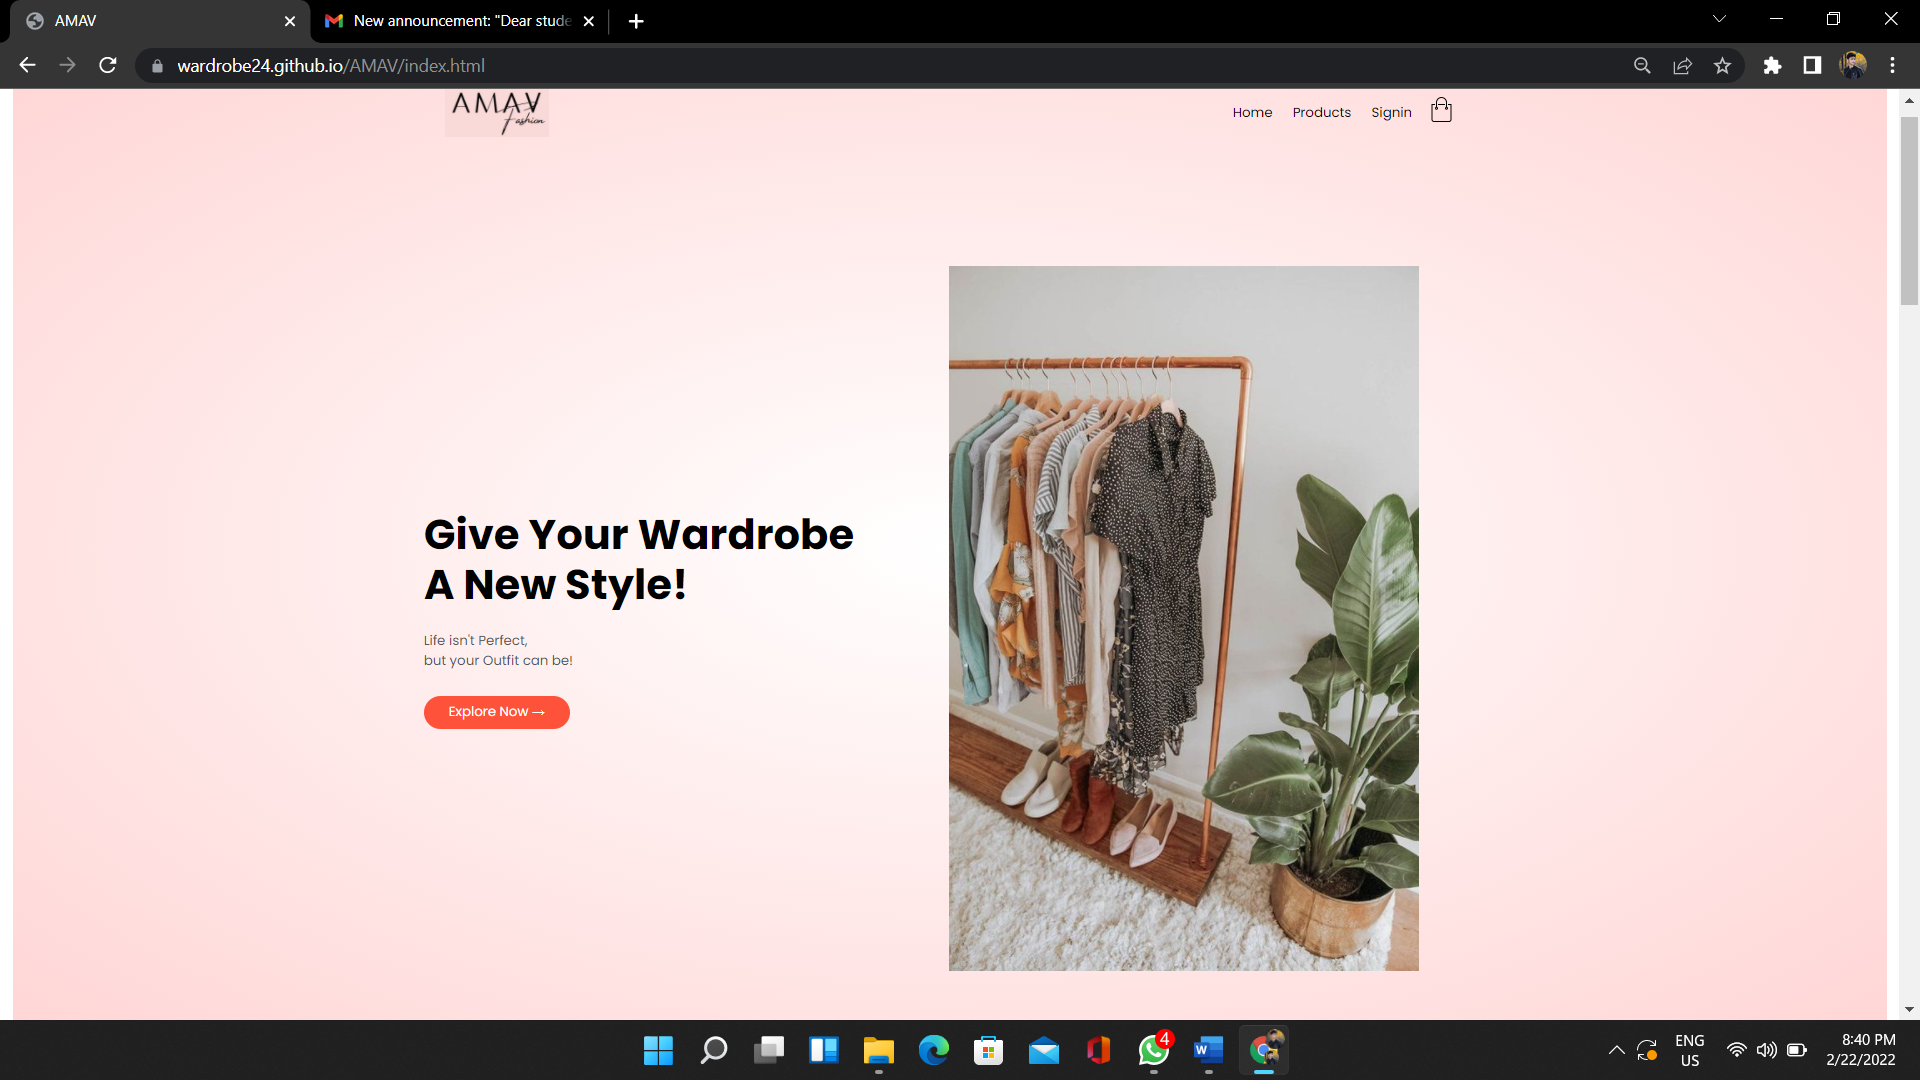 AMAV
New announcement: "Dear stude
wardrobe24.github.io/AMAV/index.html
AMAV
Fashion
Home
Products
Signin
Give Your Wardrobe
A New Style!
Life isn't Perfect,
but your Outfit can be!
Explore Now →
4
W
ENG
US
8:40 PM
2/22/2022